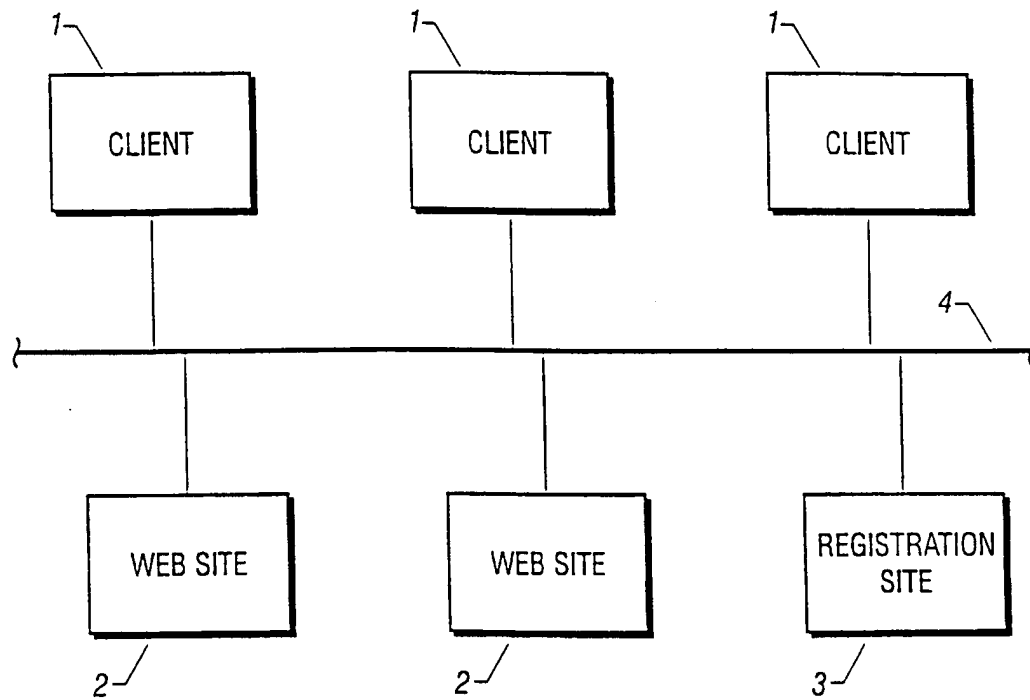 1 1 1
CLIENT CLIENT CLIENT
4
WEB SITE WEB SITE REGISTRATION
SITE
2 2 3